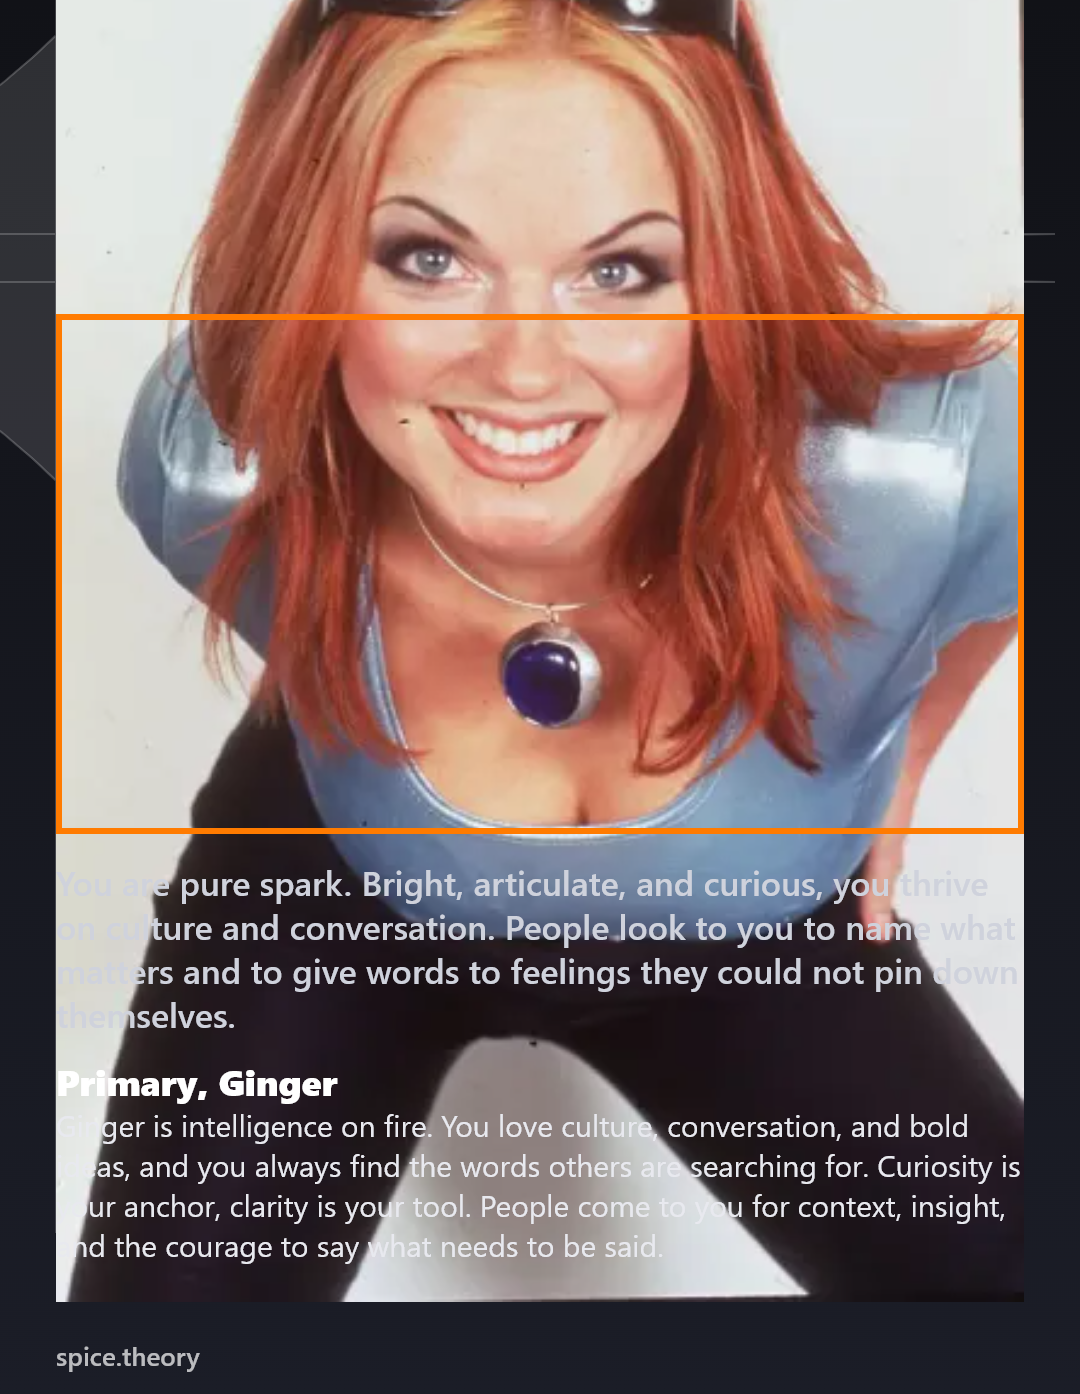 You are pure spark. Bright, articulate, and curious, you thrive
on culture and conversation. People look to you to name what
matters and to give words to feelings they could not pin down
themselves.
Primary, Ginger
Ginger is intelligence on fire. You love culture, conversation, and bold
ideas, and you always find the words others are searching for. Curiosity is
your anchor, clarity is your tool. People come to you for context, insight,
and the courage to say what needs to be said.
spice.theory